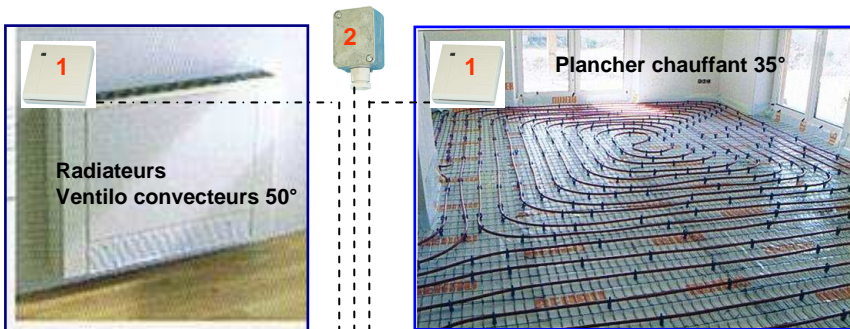 1
2
1
Plancher chauffant 35°
Radiateurs
Ventilo convecteurs 50°